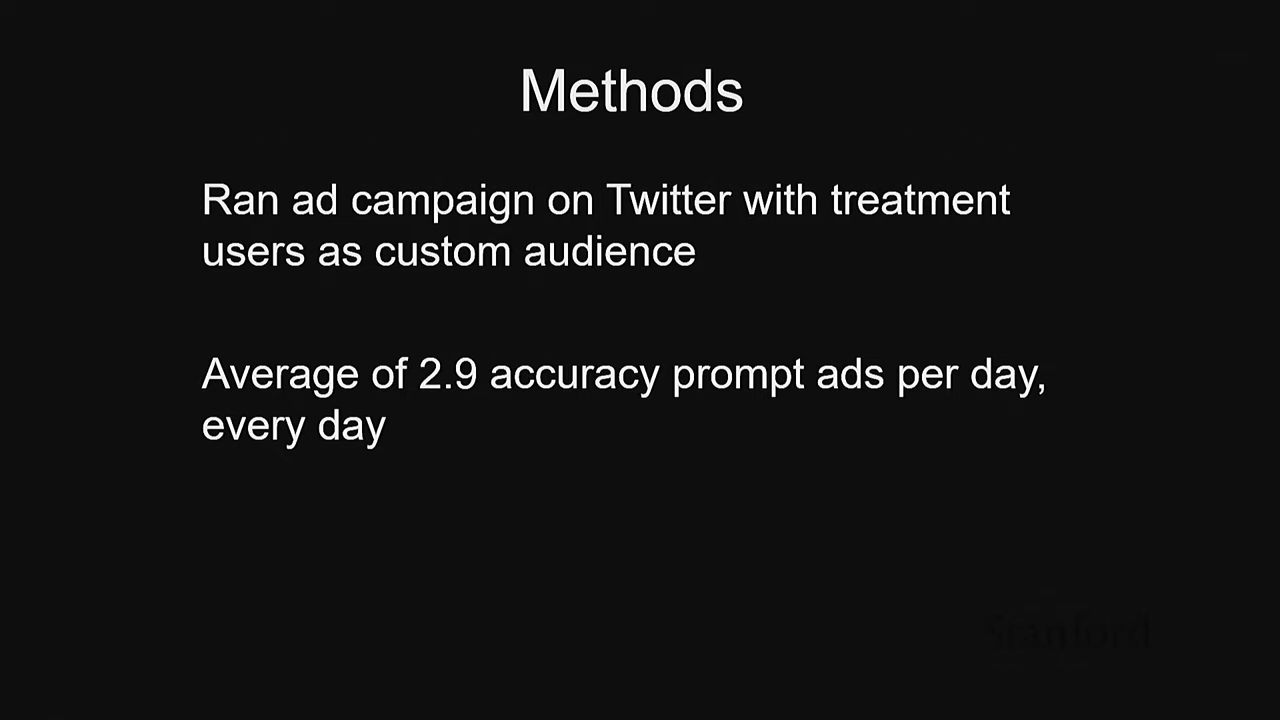 Methods
Ran ad campaign on Twitter with treatment
users as custom audience
Average of 2.9 accuracy prompt ads per day,
every day
Stanford